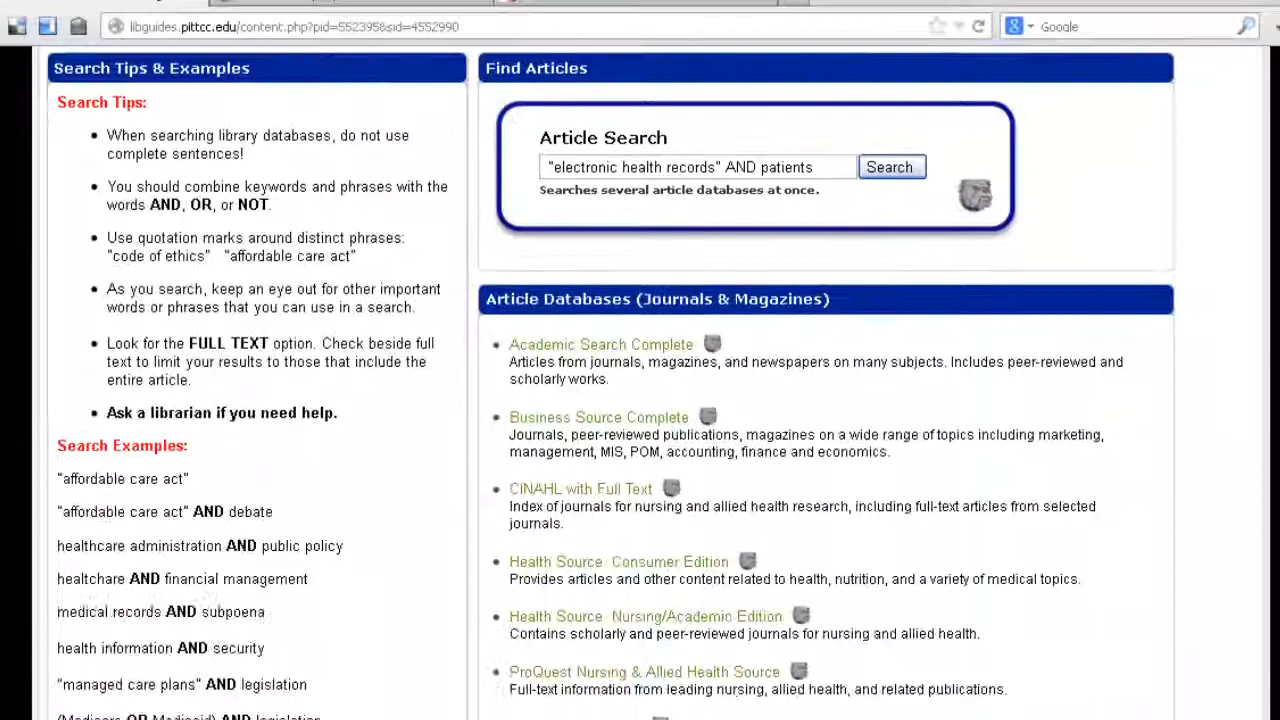 libguides.pittcc.edu/content.php?pid=552395&sid=4552990
Google
Search Tips & Examples
Search Tips:
When searching library databases, do not use
complete sentences!
You should combine keywords and phrases with the
words AND, OR, or NOT.
Use quotation marks around distinct phrases:
"code of ethics" "affordable care act"
As you search, keep an eye out for other important
words or phrases that you can use in a search.
Look for the FULL TEXT option. Check beside full
text to limit your results to those that include the
entire article.
Ask a librarian if you need help.
Search Examples:
"affordable care act"
"affordable care act" AND debate
healthcare administration AND public policy
healtchare AND financial management
medical records AND subpoena
health information AND security
"managed care plans" AND legislation
(Medicare OR Medicaid) AND legislation
Find Articles
Article Search
"electronic health records" AND patients
Search
Searches several article databases at once.
Article Databases (Journals & Magazines)
Academic Search Complete
Articles from journals, magazines, and newspapers on many subjects. Includes peer-reviewed and
scholarly works.
Business Source Complete
Journals, peer-reviewed publications, magazines on a wide range of topics including marketing,
management, MIS, POM, accounting, finance and economics.
CINAHL with Full Text
Index of journals for nursing and allied health research, including full-text articles from selected
journals.
Health Source Consumer Edition
Provides articles and other content related to health, nutrition, and a variety of medical topics.
Health Source Nursing/Academic Edition
Contains scholarly and peer-reviewed journals for nursing and allied health.
ProQuest Nursing & Allied Health Source
Full-text information from leading nursing, allied health, and related publications.